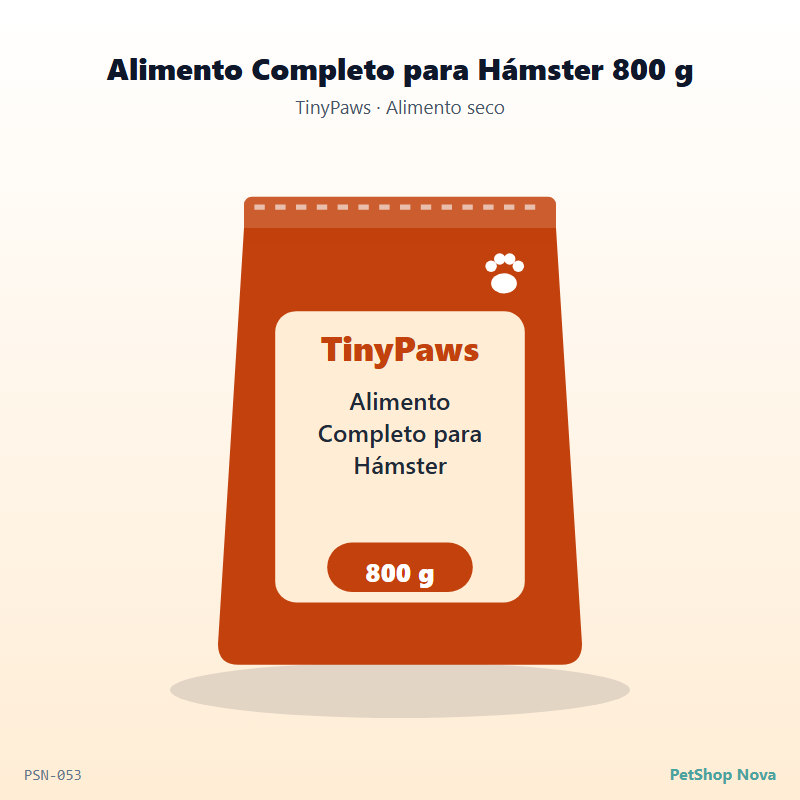 Alimento Completo para Hámster 800 g
TinyPaws · Alimento seco
TinyPaws
Alimento
Completo para
Hámster
800 g
PSN-053
PetShop Nova